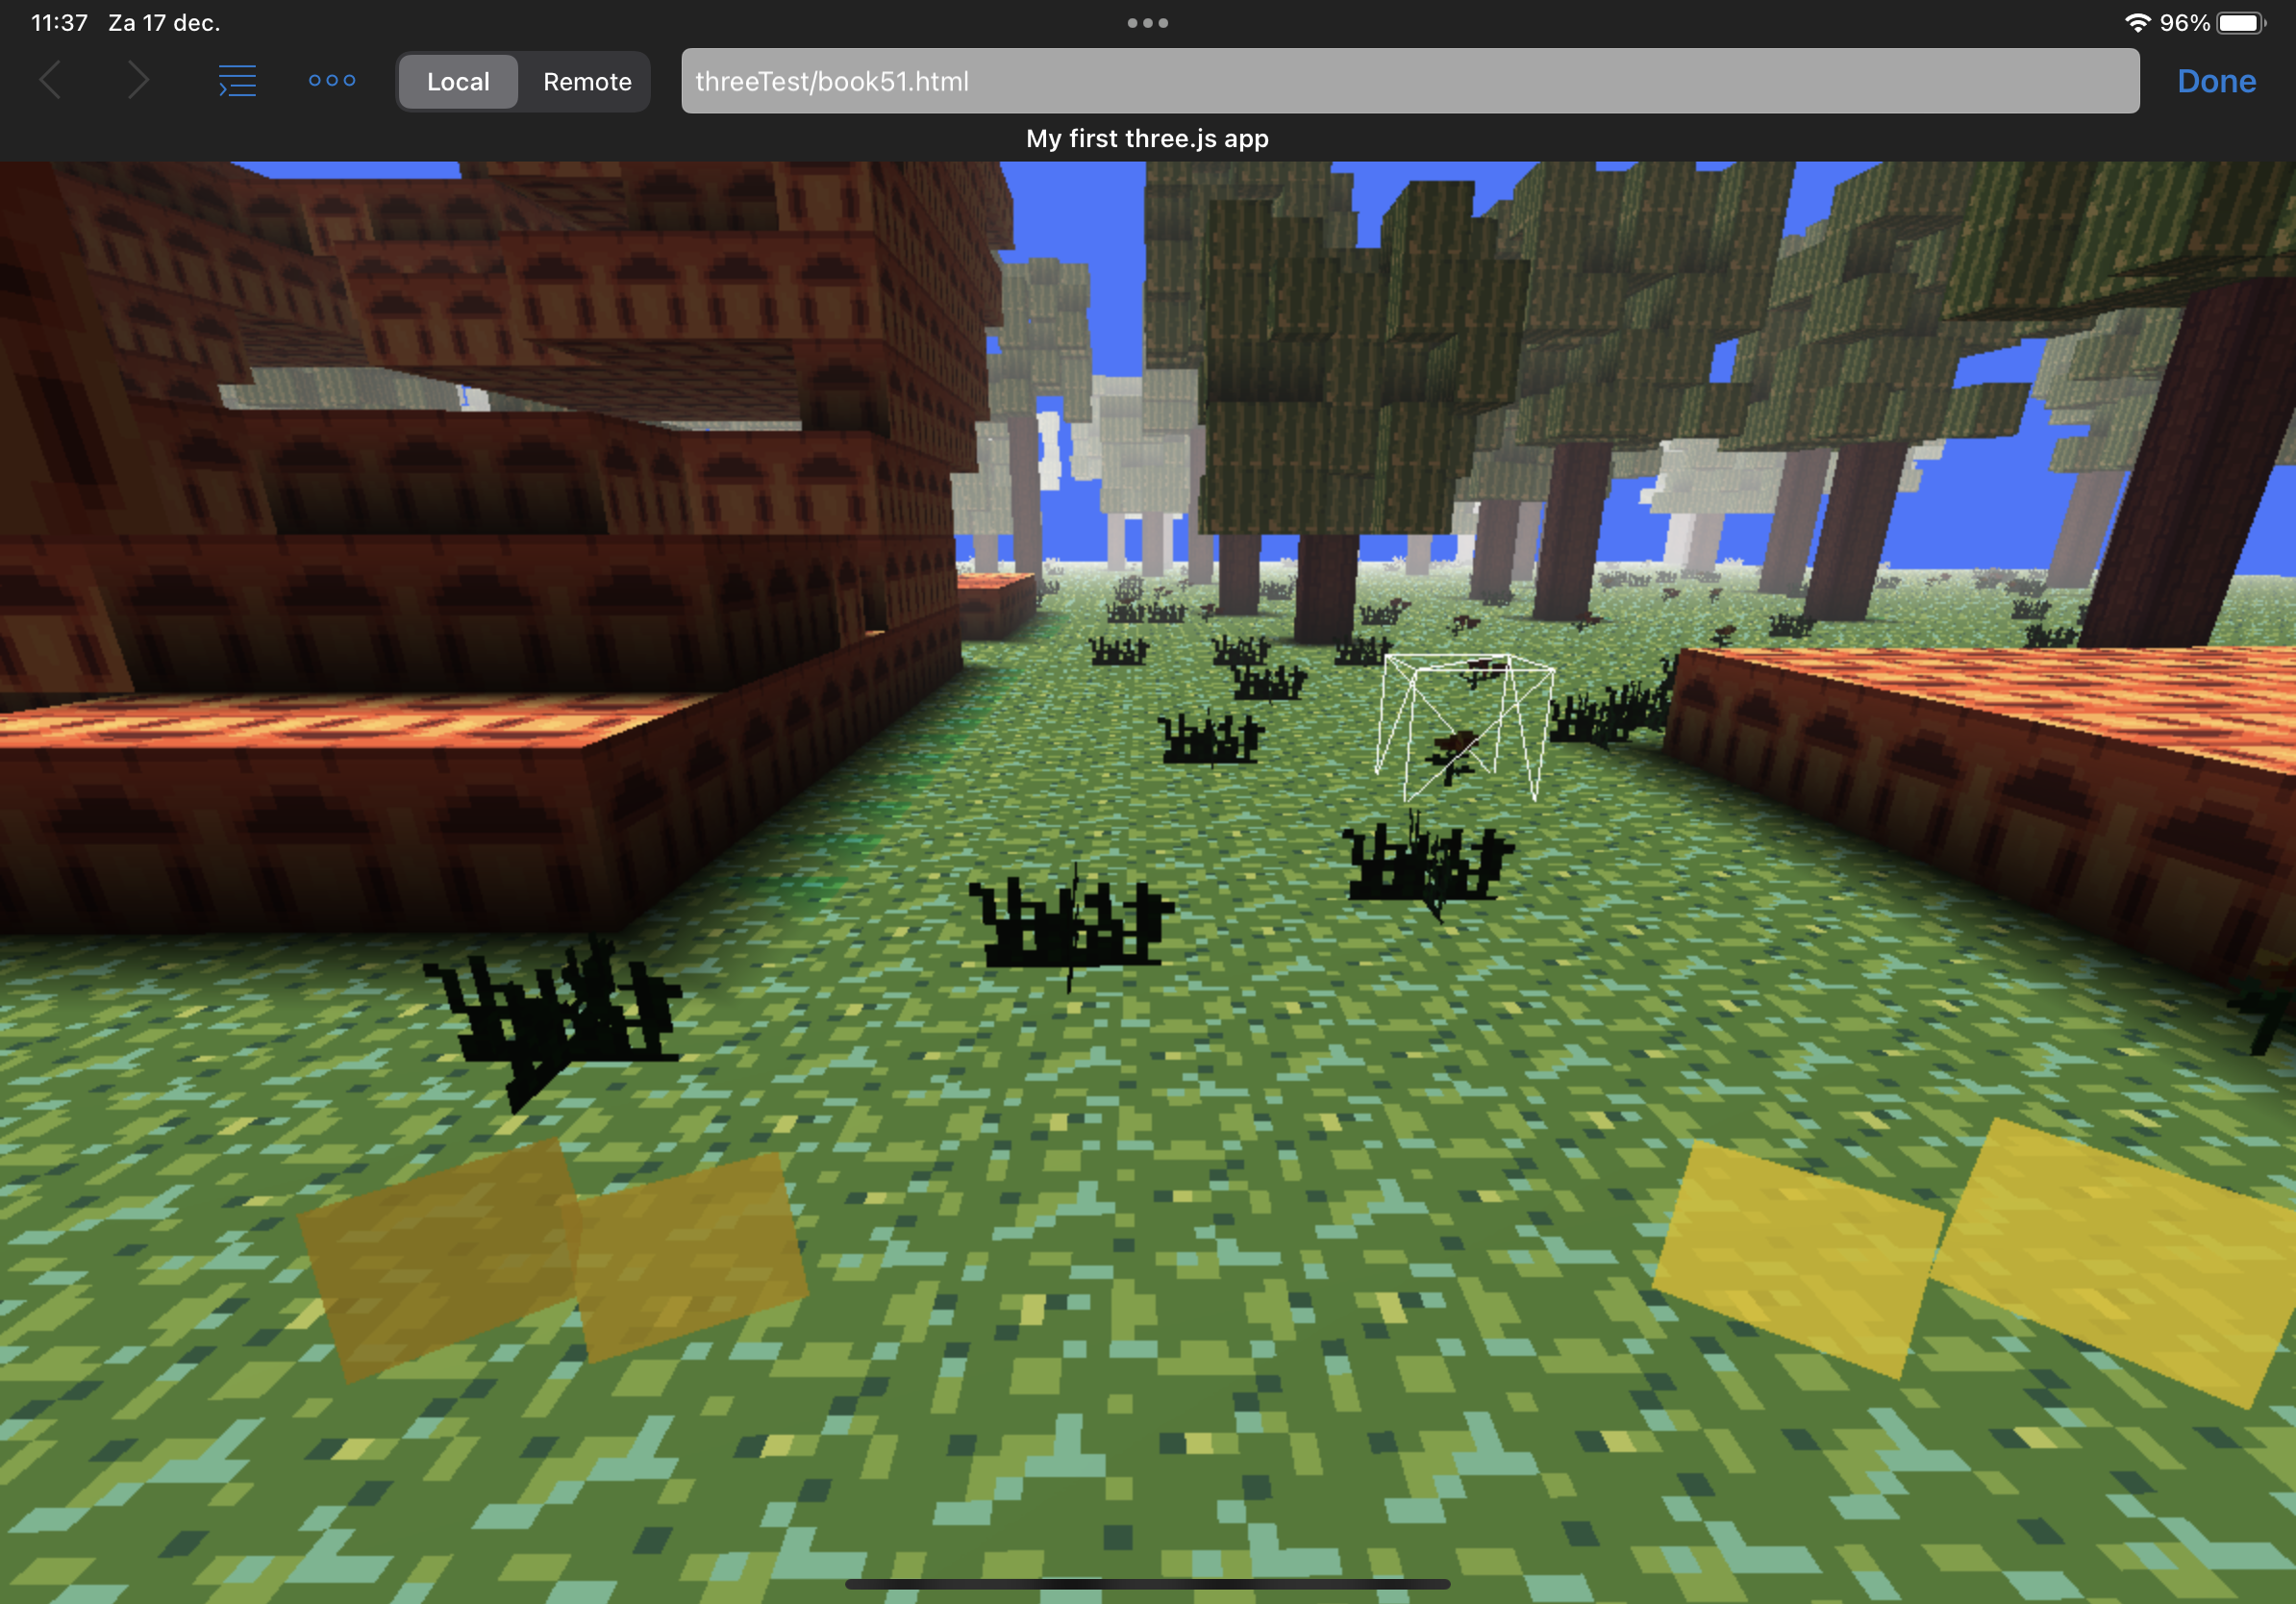 11:37 Za 17 dec. 96%
Local Remote threeTest/book51.html Done
My first three.js app